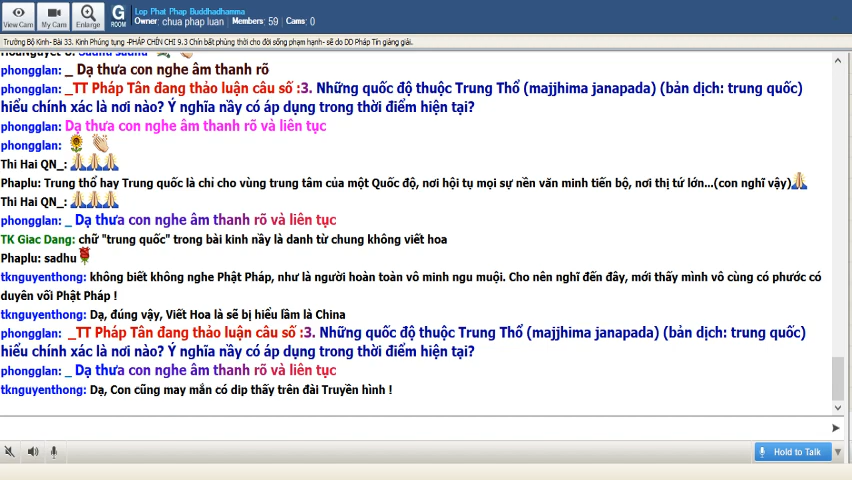 View Cam
My Cam
Enlarge
G
ROOM
Lop Phat Phap Buddhadhamma
Owner: chua phap luan Members: 59 Cams: 0
Trường Bộ Kinh- Bài 33. Kinh Phúng tụng -PHÁP CHÍN CHI 9.3 Chín bất phùng thời cho đời sống phạm hạnh- sẽ do DD Pháp Tín giảng giải.
phongglan: _ Dạ thưa con nghe âm thanh rõ
phongglan: _TT Pháp Tân đang thảo luận câu số :3. Những quốc độ thuộc Trung Thổ (majjhima janapada) (bản dịch: trung quốc)
hiểu chính xác là nơi nào? Ý nghĩa nầy có áp dụng trong thời điểm hiện tại?
phongglan: Dạ thưa con nghe âm thanh rõ và liên tục
phongglan:
Thi Hai QN_:
Phaplu: Trung thổ hay Trung quốc là chỉ cho vùng trung tâm của một Quốc độ, nơi hội tụ mọi sự nền văn minh tiến bộ, nơi thị tứ lớn...(con nghĩ vậy)
Thi Hai QN_:
phongglan: _ Dạ thưa con nghe âm thanh rõ và liên tục
TK Giac Dang: chữ "trung quốc" trong bài kinh nầy là danh từ chung không viết hoa
Phaplu: sadhu
tknguyenthong: không biết không nghe Phật Pháp, như là người hoàn toàn vô minh ngu muội. Cho nên nghĩ đến đây, mới thấy mình vô cùng có phước có
duyên vối Phật Pháp !
tknguyenthong: Dạ, đúng vậy, Viết Hoa là sẽ bị hiểu lầm là China
phongglan: _TT Pháp Tân đang thảo luận câu số :3. Những quốc độ thuộc Trung Thổ (majjhima janapada) (bản dịch: trung quốc)
hiểu chính xác là nơi nào? Ý nghĩa nầy có áp dụng trong thời điểm hiện tại?
phongglan: _ Dạ thưa con nghe âm thanh rõ và liên tục
tknguyenthong: Dạ, Con cũng may mắn có dip thấy trên đài Truyền hình !
Hold to Talk